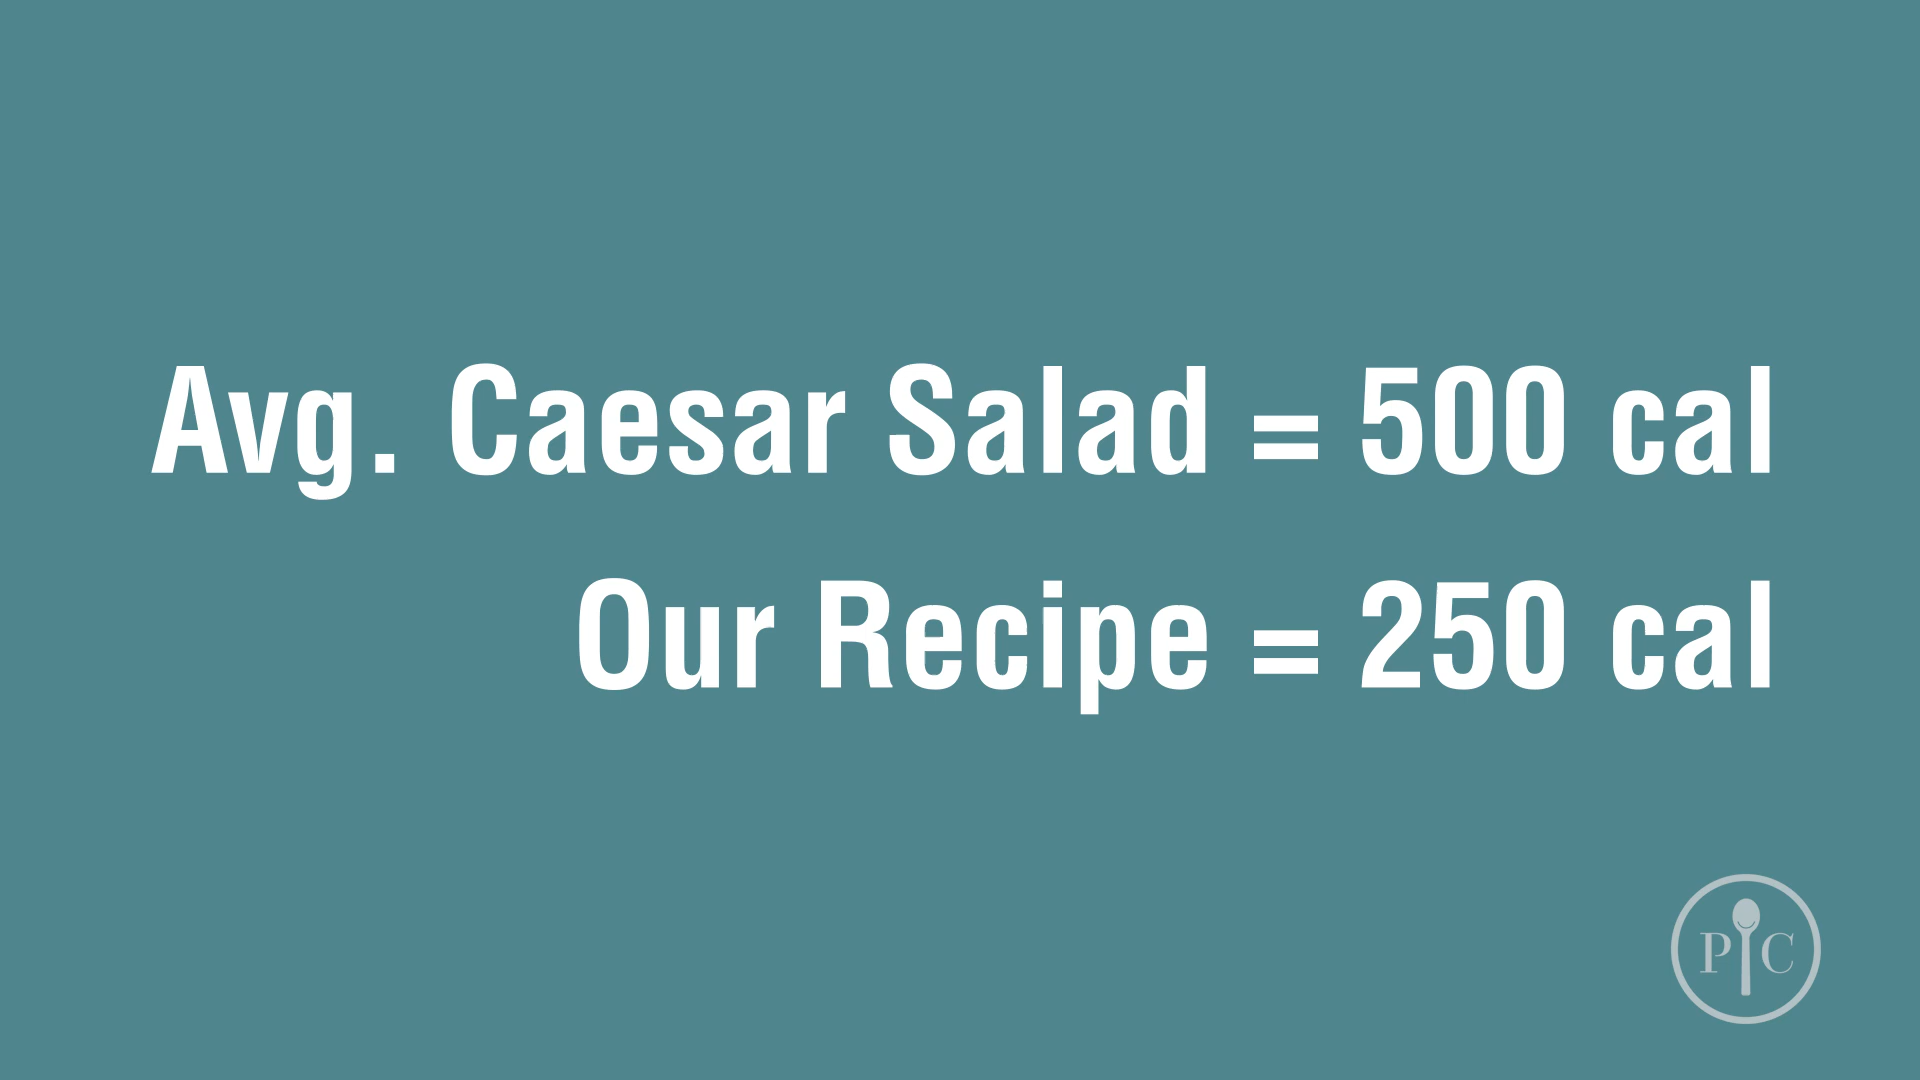 Avg. Caesar Salad = 500 cal
Our Recipe = 250 cal
P C